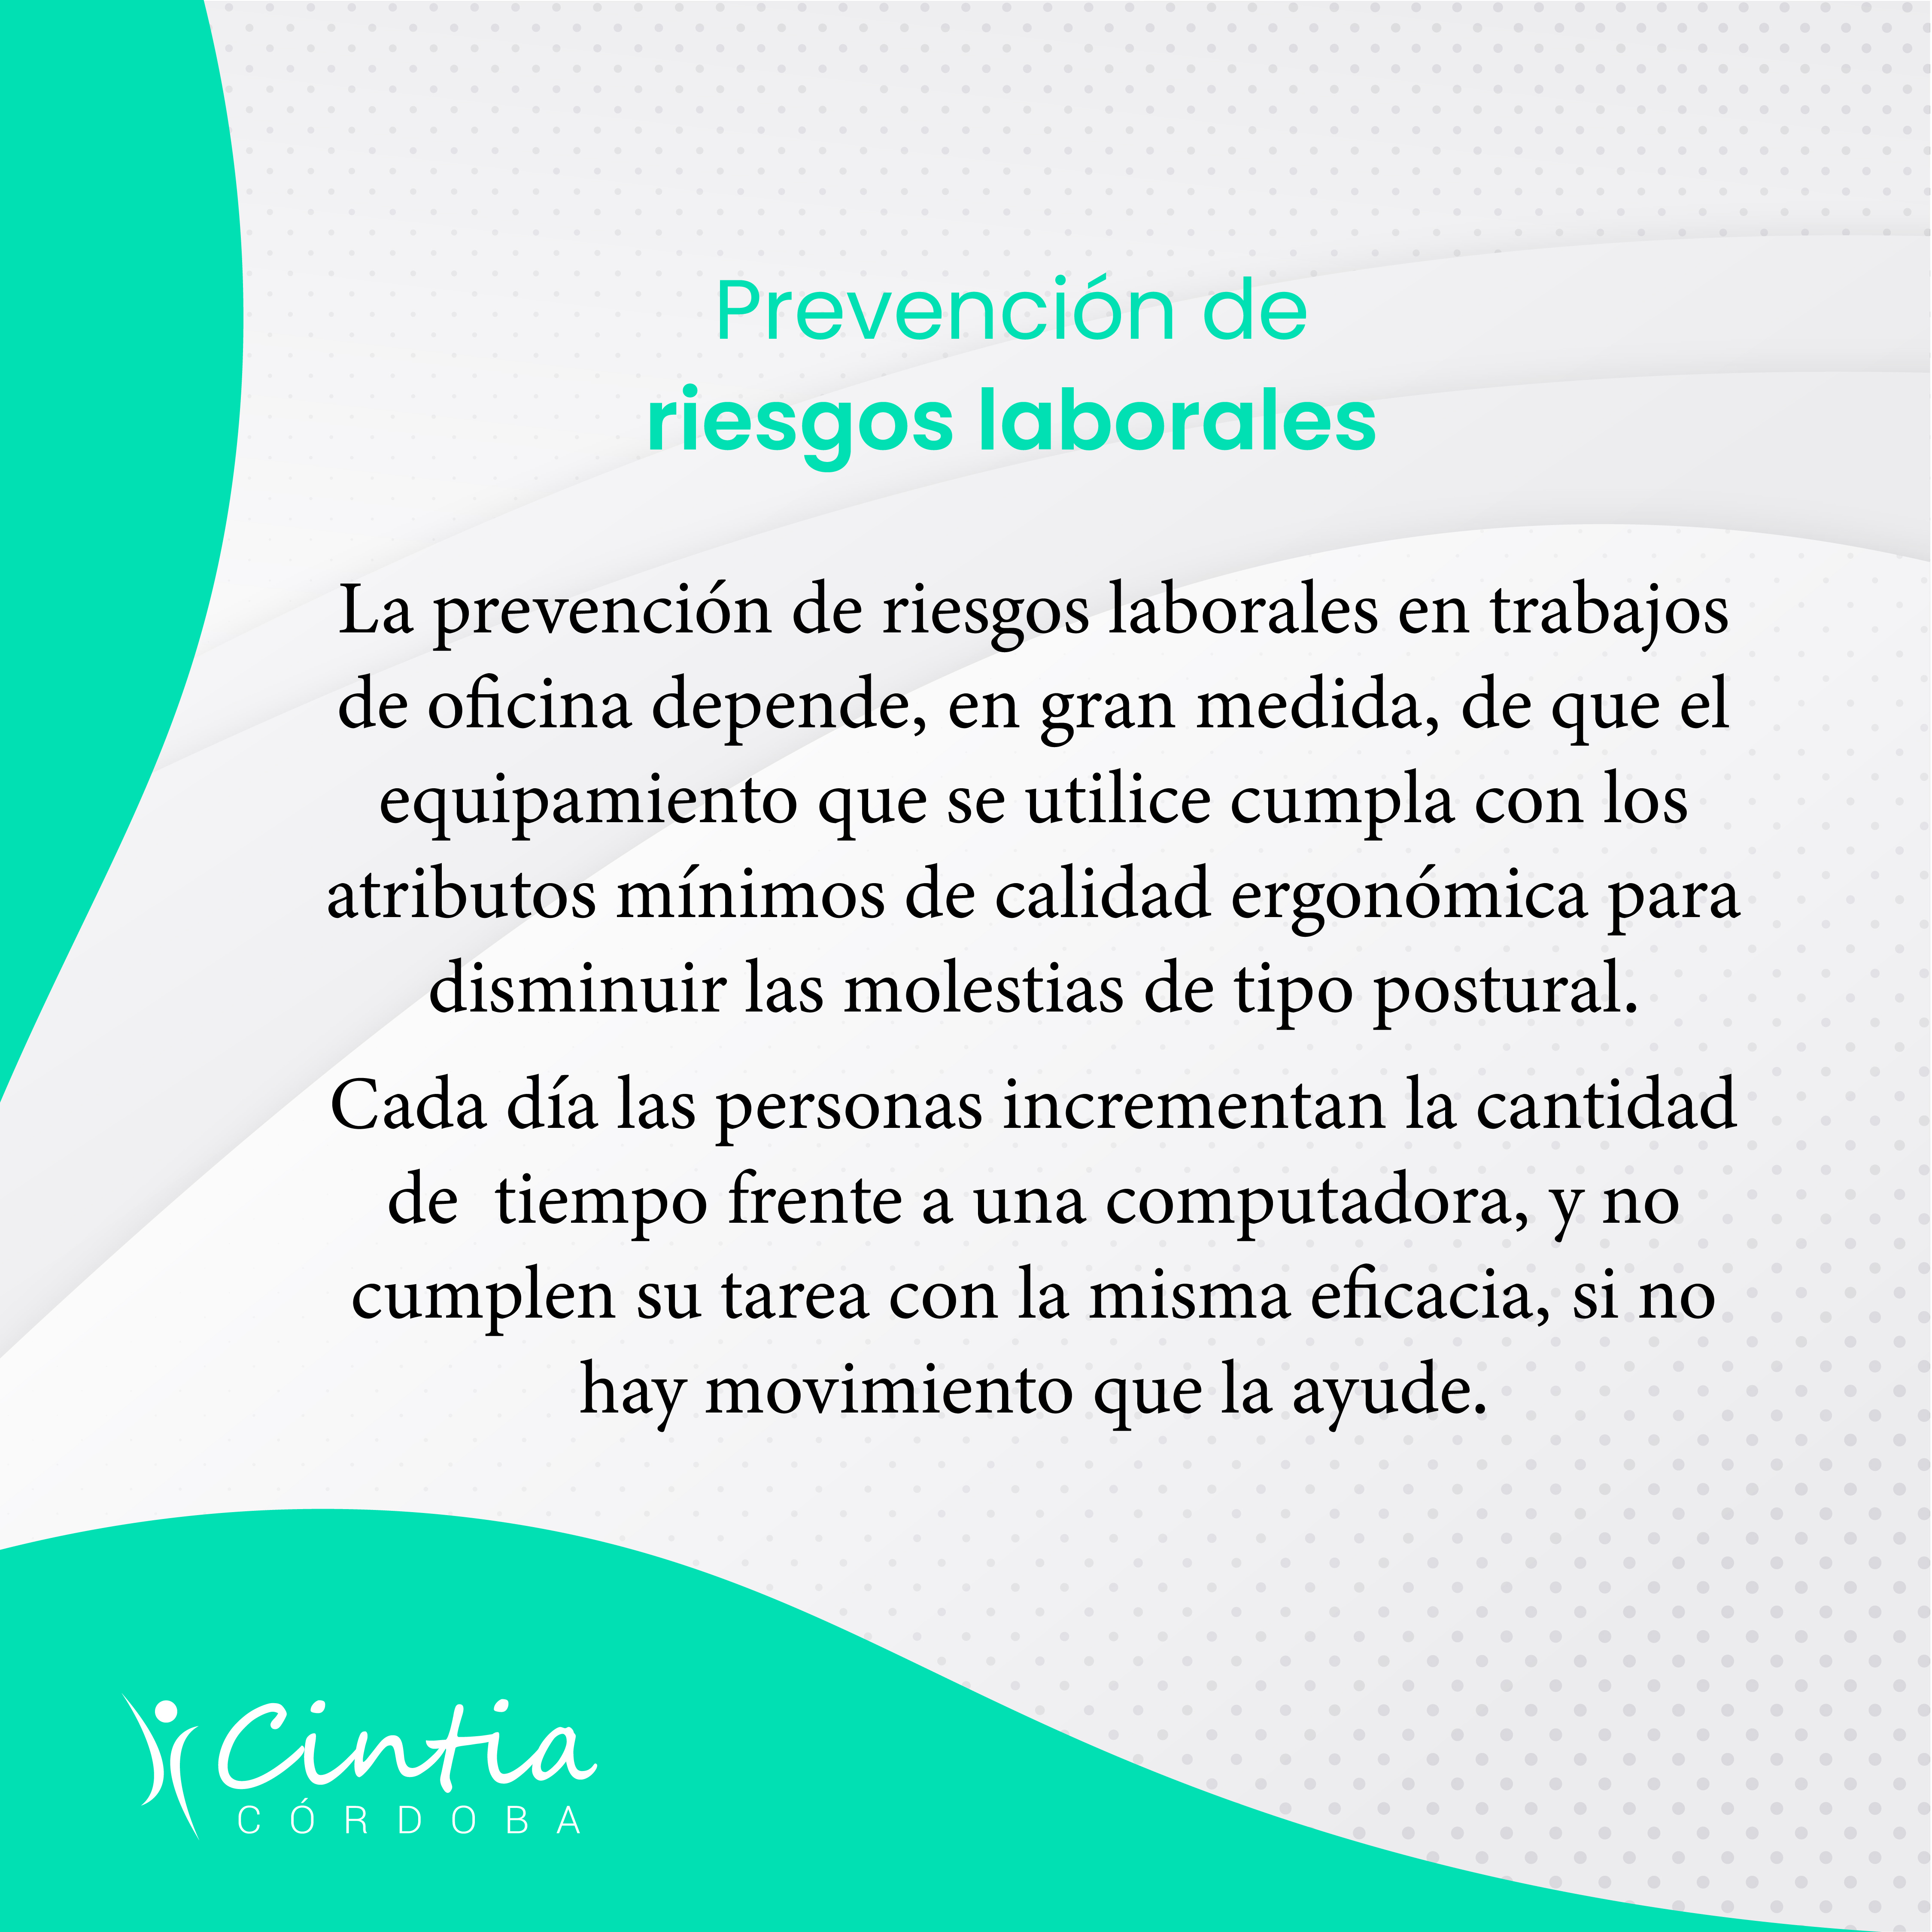 Prevención de
riesgos laborales
La prevención de riesgos laborales en trabajos
de oficina depende, en gran medida, de que el
equipamiento que se utilice cumpla con los
atributos mínimos de calidad ergonómica para
disminuir las molestias de tipo postural.
Cada día las personas incrementan la cantidad
de  tiempo frente a una computadora, y no
cumplen su tarea con la misma eficacia, si no
hay movimiento que la ayude.
Cintia
CÓRDOBA